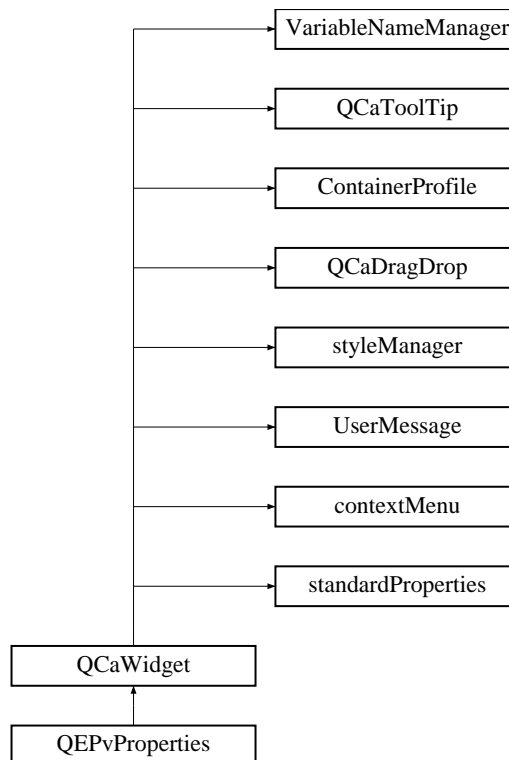 VariableNameManager
QCaToolTip
ContainerProfile
QCaDragDrop
styleManager
UserMessage
contextMenu
standardProperties
QCaWidget
QEPvProperties